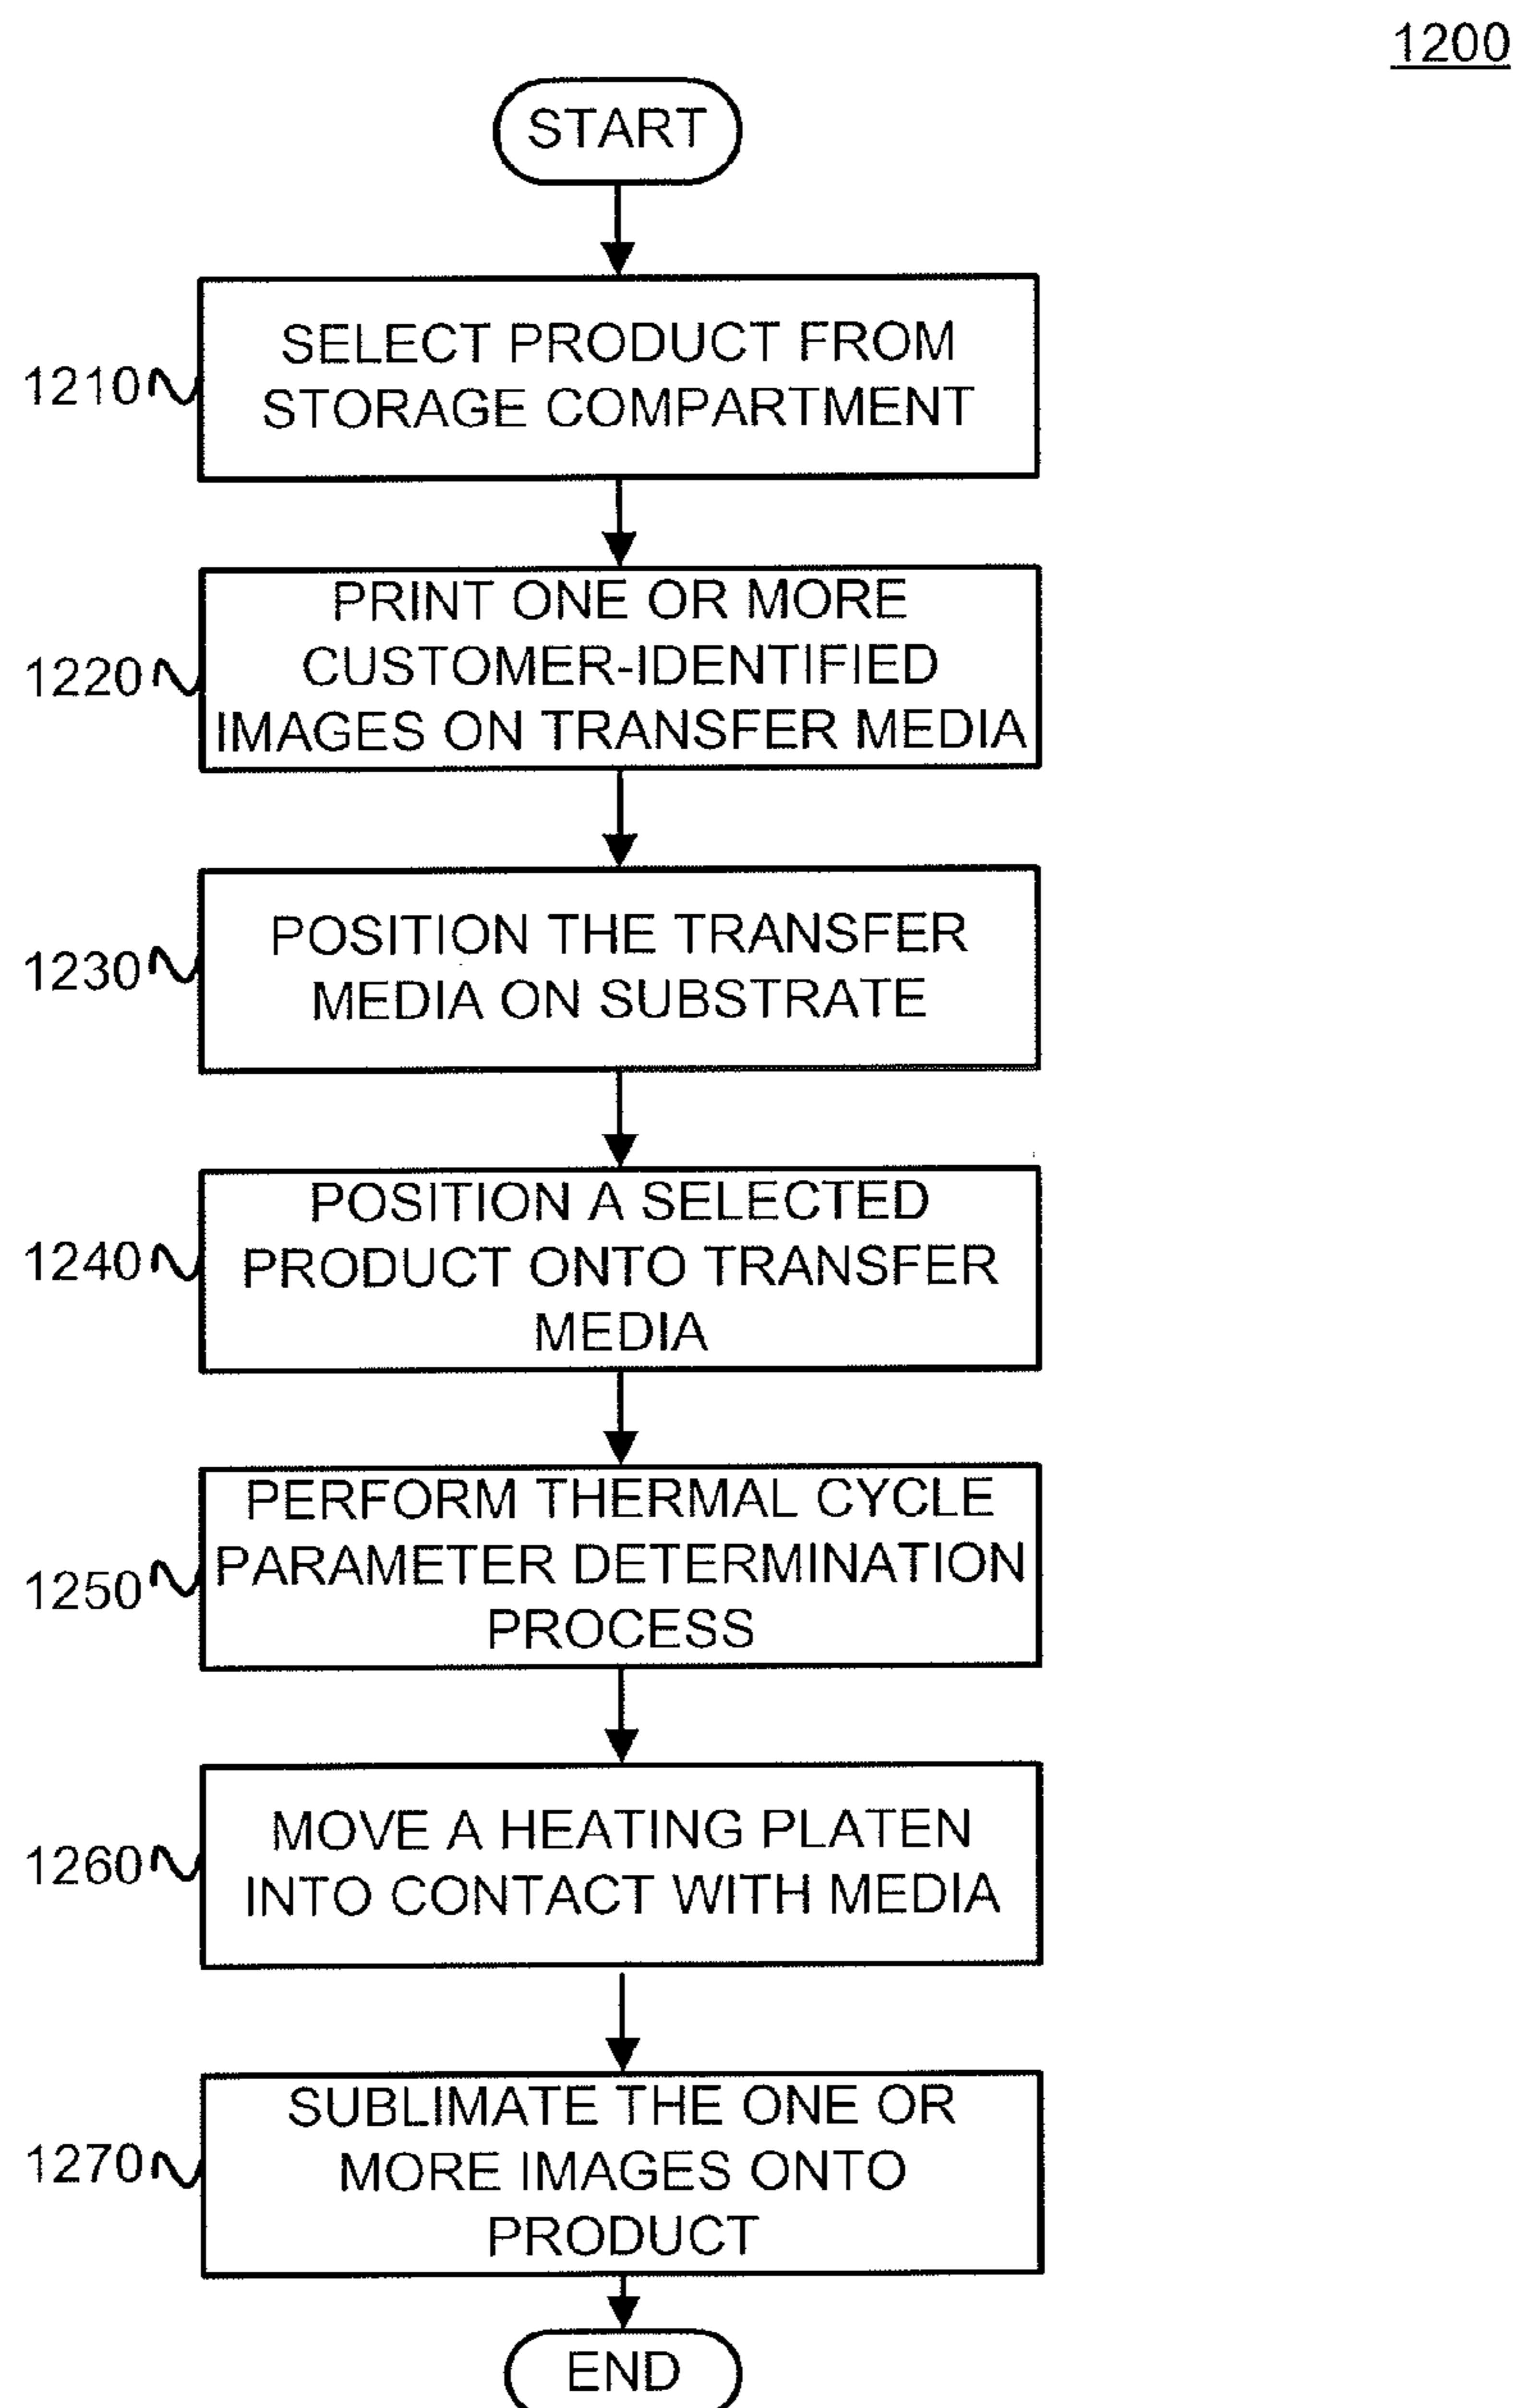 1200
START
1210
SELECT PRODUCT FROM
STORAGE COMPARTMENT
1220
PRINT ONE OR MORE
CUSTOMER-IDENTIFIED
IMAGES ON TRANSFER MEDIA
1230
POSITION THE TRANSFER
MEDIA ON SUBSTRATE
1240
POSITION A SELECTED
PRODUCT ONTO TRANSFER
MEDIA
1250
PERFORM THERMAL CYCLE
PARAMETER DETERMINATION
PROCESS
1260
MOVE A HEATING PLATEN
INTO CONTACT WITH MEDIA
1270
SUBLIMATE THE ONE OR
MORE IMAGES ONTO
PRODUCT
END